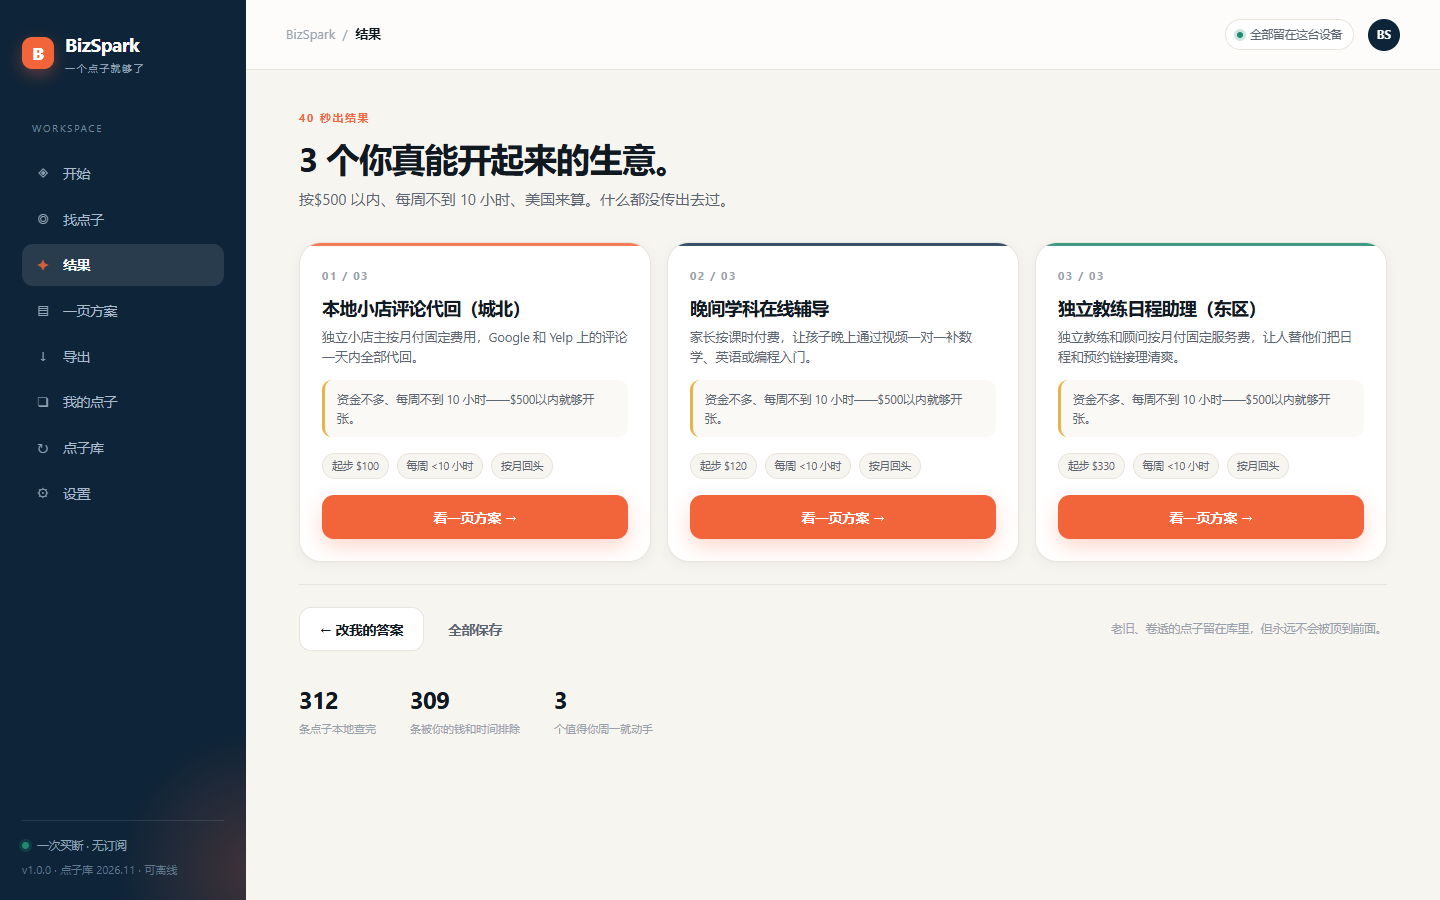 B
BizSpark
一个点子就够了
WORKSPACE
开始
找点子
结果
一页方案
导出
我的点子
点子库
设置
一次买断 · 无订阅
v1.0.0 · 点子库 2026.11 · 可离线
BizSpark / 结果
全部留在这台设备
BS
40 秒出结果
3 个你真能开起来的生意。
按$500 以内、每周不到 10 小时、美国来算。什么都没传出去过。
01 / 03
本地小店评论代回（城北）
独立小店主按月付固定费用，Google 和 Yelp 上的评论
一天内全部代回。
资金不多、每周不到 10 小时——$500以内就够开
张。
起步 $100
每周 <10 小时
按月回头
看一页方案 →
02 / 03
晚间学科在线辅导
家长按课时付费，让孩子晚上通过视频一对一补数
学、英语或编程入门。
资金不多、每周不到 10 小时——$500以内就够开
张。
起步 $120
每周 <10 小时
按月回头
看一页方案 →
03 / 03
独立教练日程助理（东区）
独立教练和顾问按月付固定服务费，让人替他们把日
程和预约链接理清爽。
资金不多、每周不到 10 小时——$500以内就够开
张。
起步 $330
每周 <10 小时
按月回头
看一页方案 →
← 改我的答案
全部保存
老旧、卷透的点子留在库里，但永远不会被顶到前面。
312
条点子本地查完
309
条被你的钱和时间排除
3
个值得你周一就动手